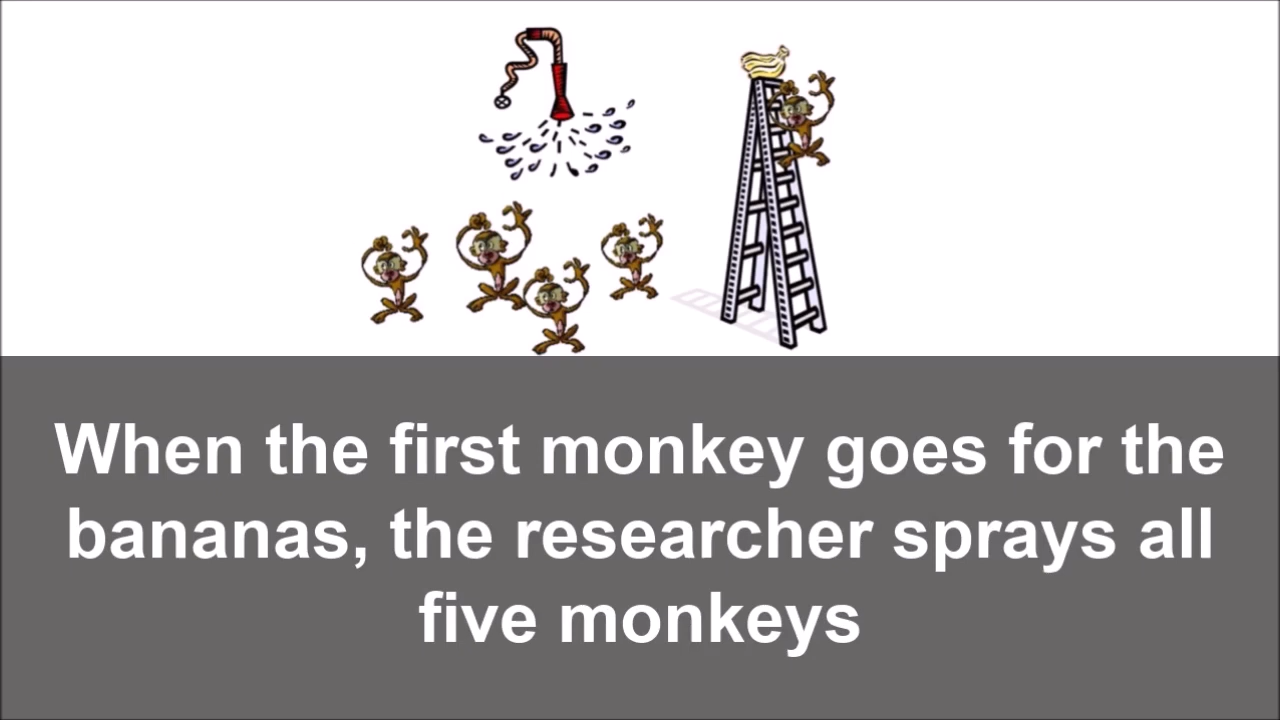 When the first monkey goes for the
bananas, the researcher sprays all
five monkeys